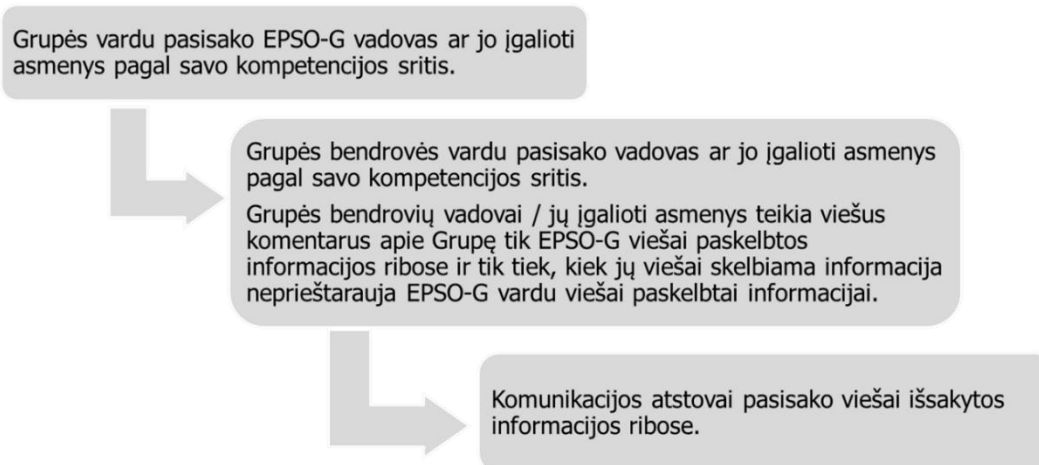 Grupės vardu pasisako EPSO-G vadovas ar jo įgalioti
asmenys pagal savo kompetencijos sritis.
Grupės bendrovės vardu pasisako vadovas ar jo įgalioti asmenys
pagal savo kompetencijos sritis.
Grupės bendrovių vadovai / jų įgalioti asmenys teikia viešus
komentarus apie Grupę tik EPSO-G viešai paskelbtos
informacijos ribose ir tik tiek, kiek jų viešai skelbiama informacija
neprieštarauja EPSO-G vardu viešai paskelbtai informacijai.
Komunikacijos atstovai pasisako viešai išsakytos
informacijos ribose.